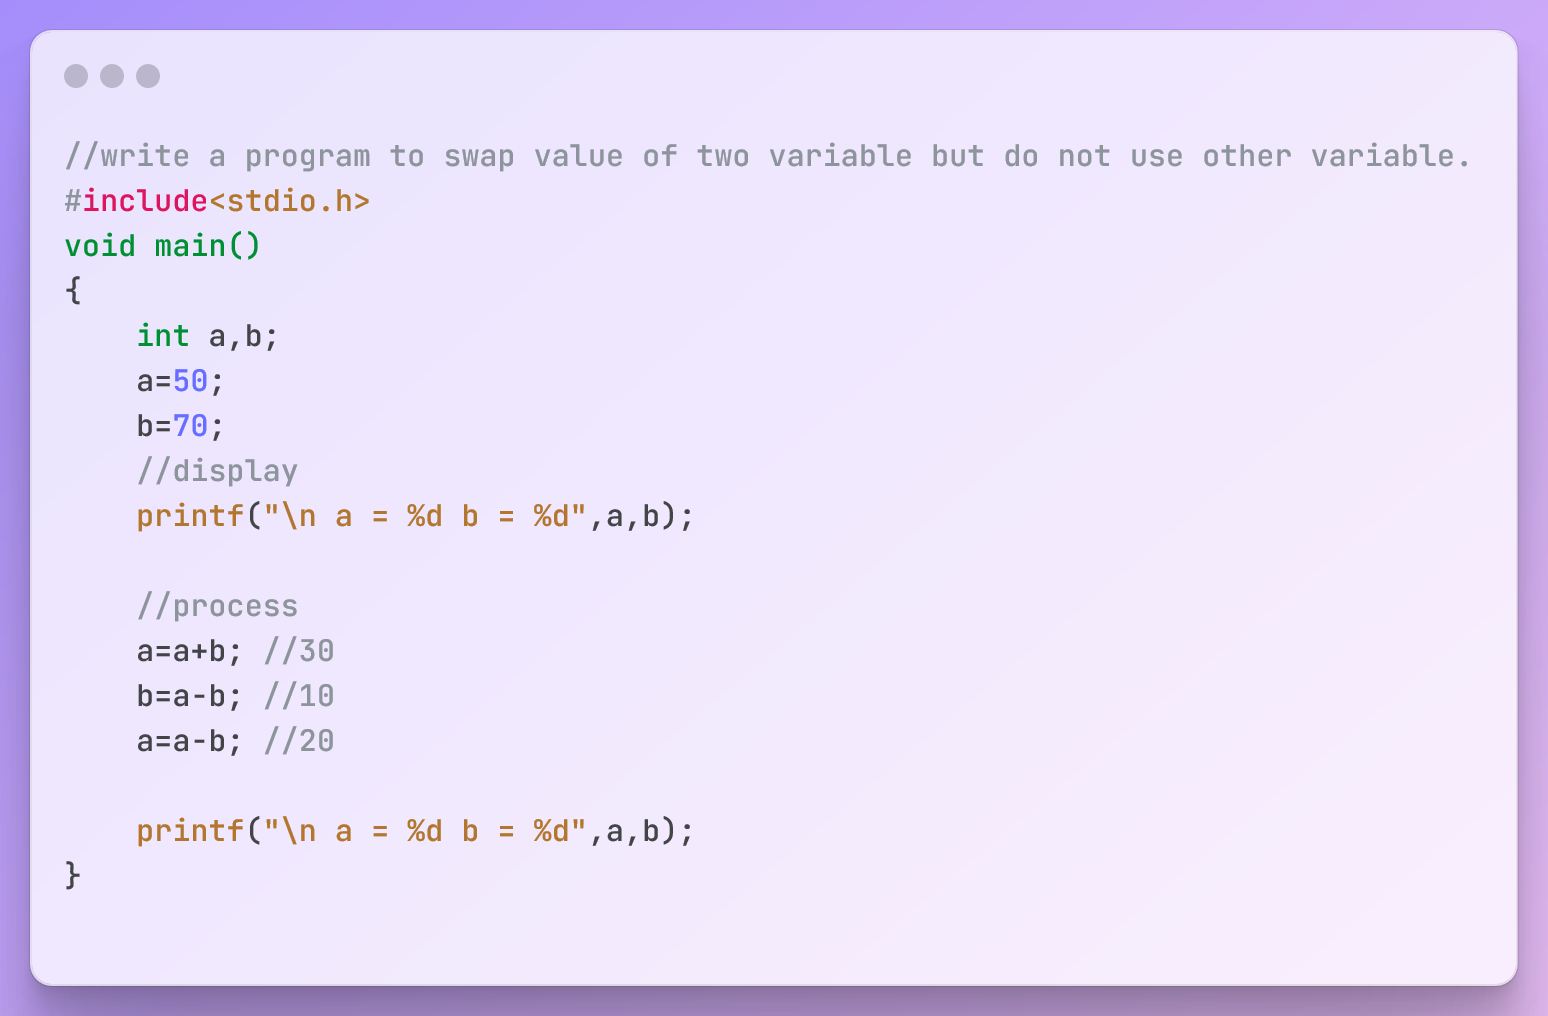 //write a program to swap value of two variable but do not use other variable.
#include<stdio.h>
void main()
{
    int a,b;
    a=50;
    b=70;
    //display
    printf("\n a = %d b = %d",a,b);

    //process
    a=a+b; //30
    b=a-b; //10
    a=a-b; //20

    printf("\n a = %d b = %d",a,b);
}